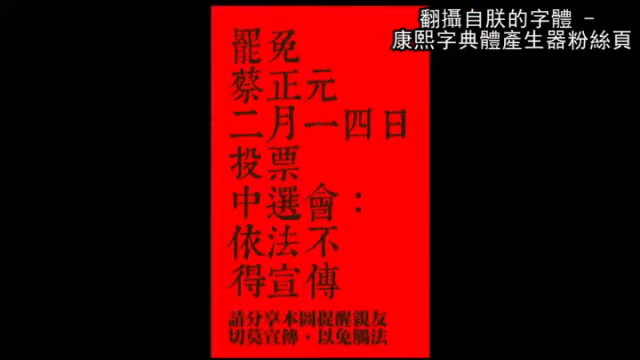 翻攝自朕的字體 -
康熙字典體產生器粉絲頁
罷免
蔡正元
二月一四日
投票
中選會：
依法不
得宣傳
請分享本圖提醒親友
切莫宣傳，以免觸法